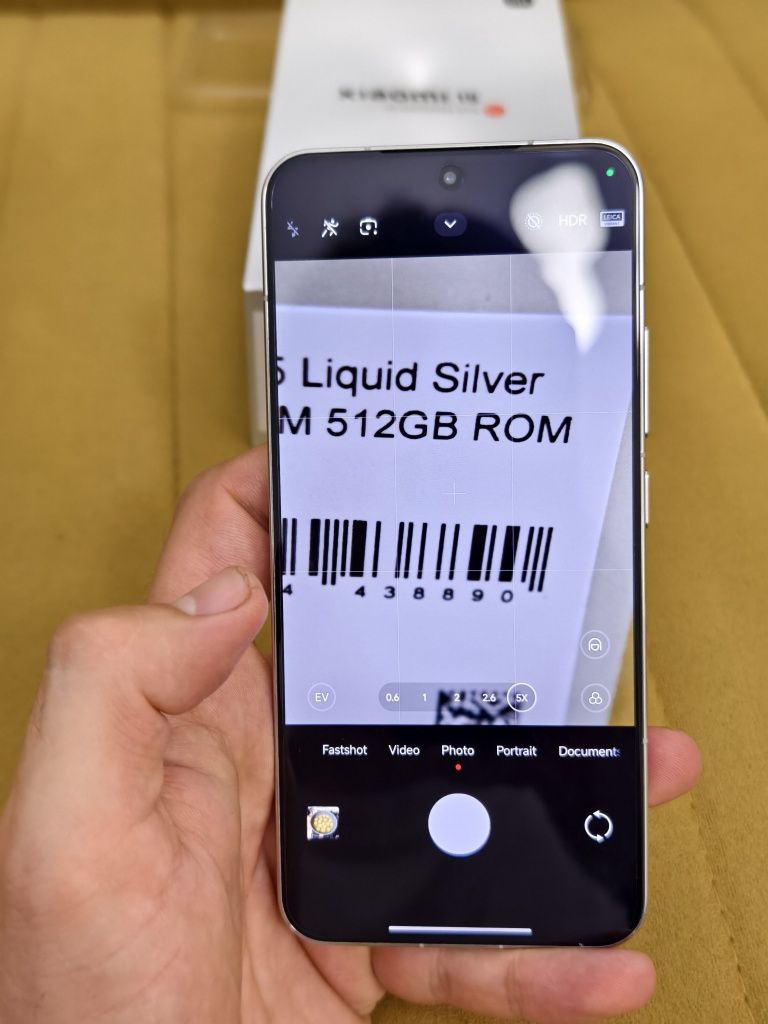 XIAOMI 15
HDR
LEICA
5 Liquid Silver
M 512GB ROM
4 438890
EV
0.6 1 2 2.6 5X
Fastshot Video Photo Portrait Documents